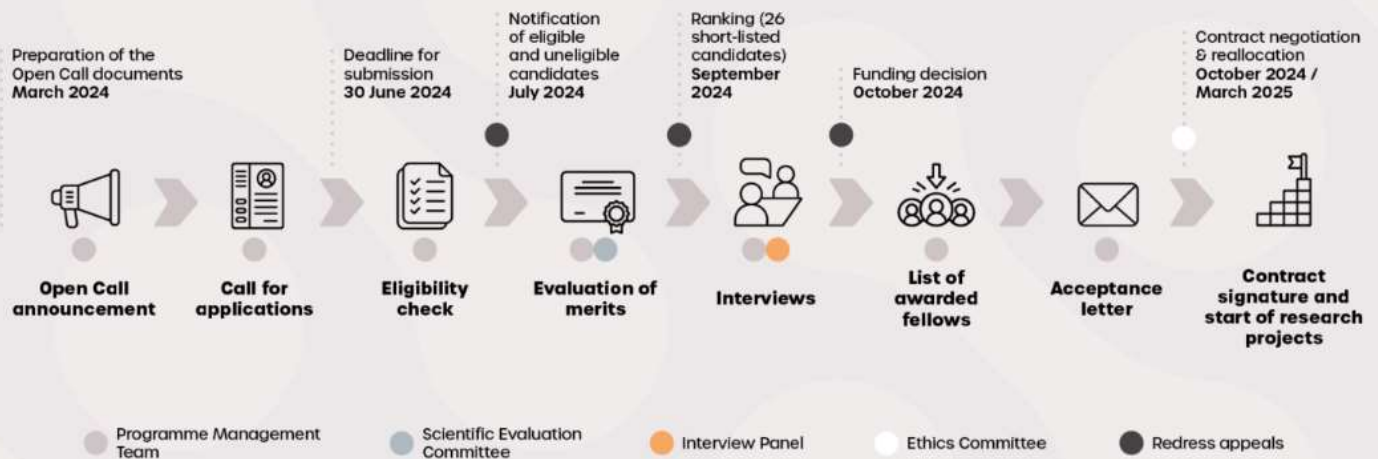 Preparation of the
Open Call documents
March 2024
Deadline for
submission
30 June 2024
Notification
of eligible
and uneligible
candidates
July 2024
Ranking (26
short-listed
candidates)
September
2024
Funding decision
October 2024
Contract negotiation
& reallocation
October 2024 /
March 2025
Open Call
announcement
Call for
applications
Eligibility
check
Evaluation of
merits
Interviews
List of
awarded
fellows
Acceptance
letter
Contract
signature and
start of research
projects
Programme Management
Team
Scientific Evaluation
Committee
Interview Panel
Ethics Committee
Redress appeals